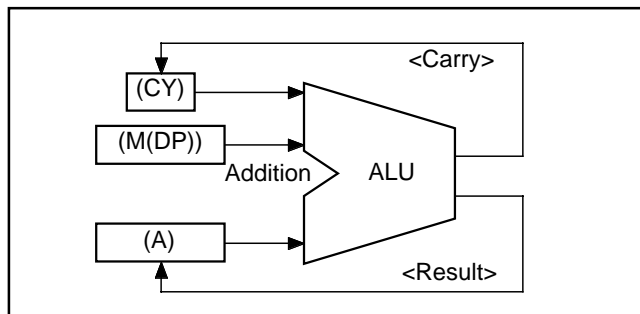 <Carry>
(CY)
(M(DP))
Addition
ALU
(A)
<Result>